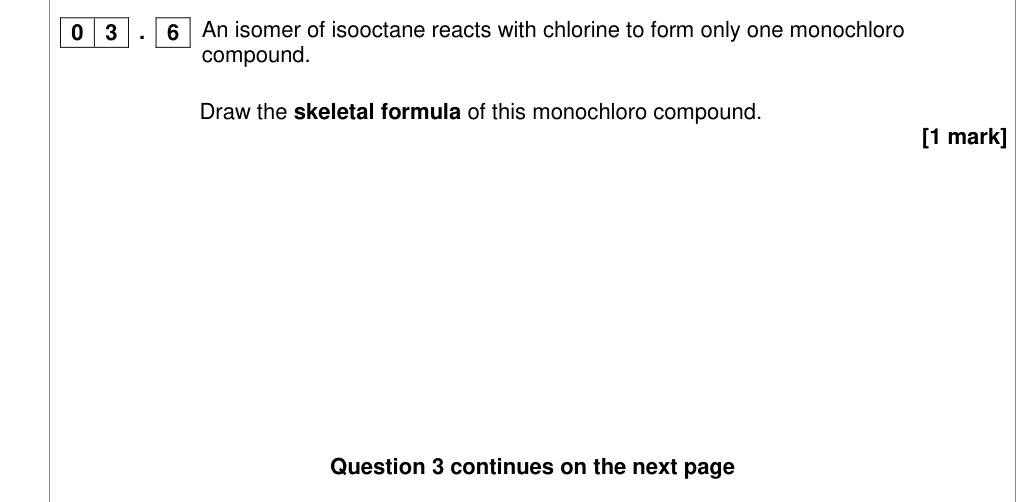 0 3 . 6 An isomer of isooctane reacts with chlorine to form only one monochloro
compound.
Draw the skeletal formula of this monochloro compound.
[1 mark]
Question 3 continues on the next page